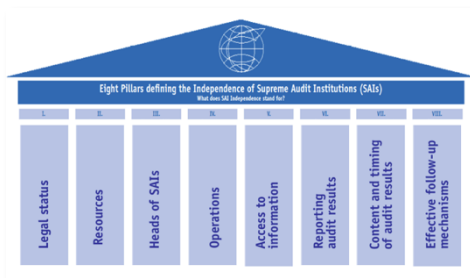 Eight Pillars defining the Independence of Supreme Audit Institutions (SAIs)
What does SAI Independence stand for?
I.
II.
III.
IV.
V.
VI.
VII.
VIII.
Legal status
Resources
Heads of SAIs
Operations
Access to
information
Reporting
audit results
Content and timing
of audit results
Effective follow-up
mechanisms